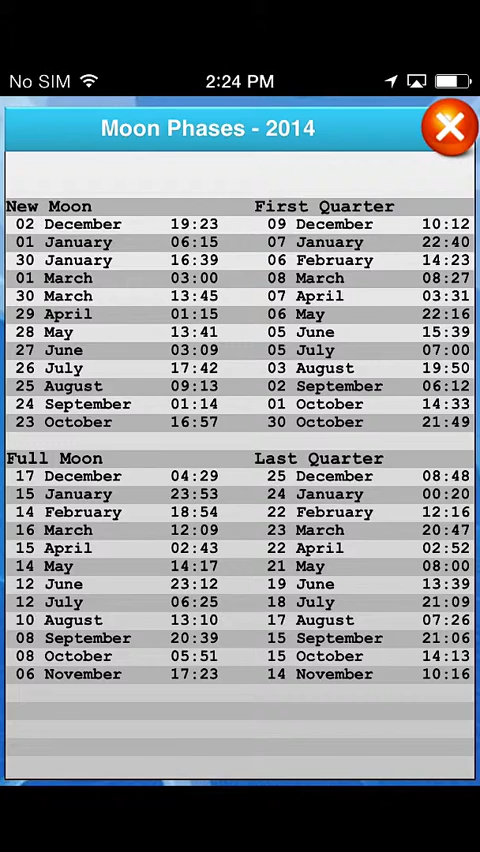 No SIM 2:24 PM
Moon Phases - 2014
New Moon First Quarter
02 December 19:23 09 December 10:12
01 January 06:15 07 January 22:40
30 January 16:39 06 February 14:23
01 March 03:00 08 March 08:27
30 March 13:45 07 April 03:31
29 April 01:15 06 May 22:16
28 May 13:41 05 June 15:39
27 June 03:09 05 July 07:00
26 July 17:42 03 August 19:50
25 August 09:13 02 September 06:12
24 September 01:14 01 October 14:33
23 October 16:57 30 October 21:49
Full Moon Last Quarter
17 December 04:29 25 December 08:48
15 January 23:53 24 January 00:20
14 February 18:54 22 February 12:16
16 March 12:09 23 March 20:47
15 April 02:43 22 April 02:52
14 May 14:17 21 May 08:00
12 June 23:12 19 June 13:39
12 July 06:25 18 July 21:09
10 August 13:10 17 August 07:26
08 September 20:39 15 September 21:06
08 October 05:51 15 October 14:13
06 November 17:23 14 November 10:16